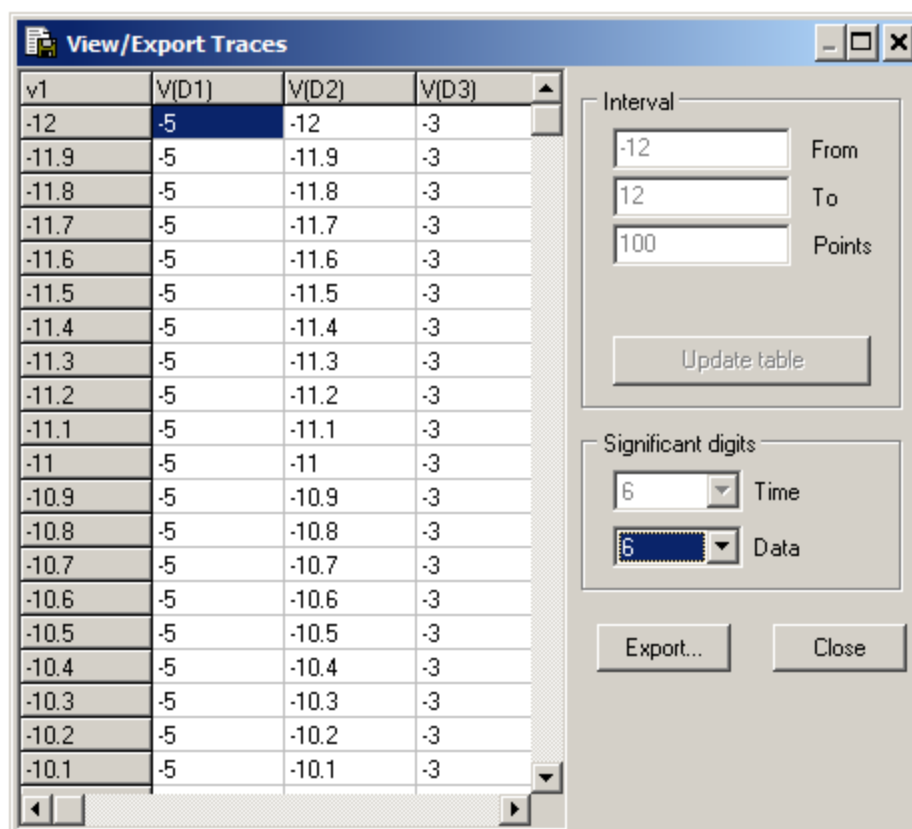 View/Export Traces
v1 V(D1) V(D2) V(D3)
-12 -5 -12 -3
-11.9 -5 -11.9 -3
-11.8 -5 -11.8 -3
-11.7 -5 -11.7 -3
-11.6 -5 -11.6 -3
-11.5 -5 -11.5 -3
-11.4 -5 -11.4 -3
-11.3 -5 -11.3 -3
-11.2 -5 -11.2 -3
-11.1 -5 -11.1 -3
-11 -5 -11 -3
-10.9 -5 -10.9 -3
-10.8 -5 -10.8 -3
-10.7 -5 -10.7 -3
-10.6 -5 -10.6 -3
-10.5 -5 -10.5 -3
-10.4 -5 -10.4 -3
-10.3 -5 -10.3 -3
-10.2 -5 -10.2 -3
-10.1 -5 -10.1 -3
Interval
-12 From
12 To
100 Points
Update table
Significant digits
6 Time
6 Data
Export... Close